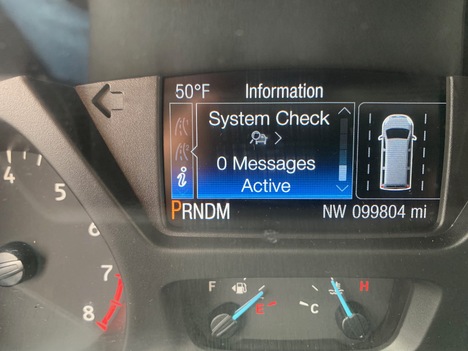 50°F Information
System Check
0 Messages
Active
i
PRNDM NW 099804 mi
4 5
6
7
8
F E C H